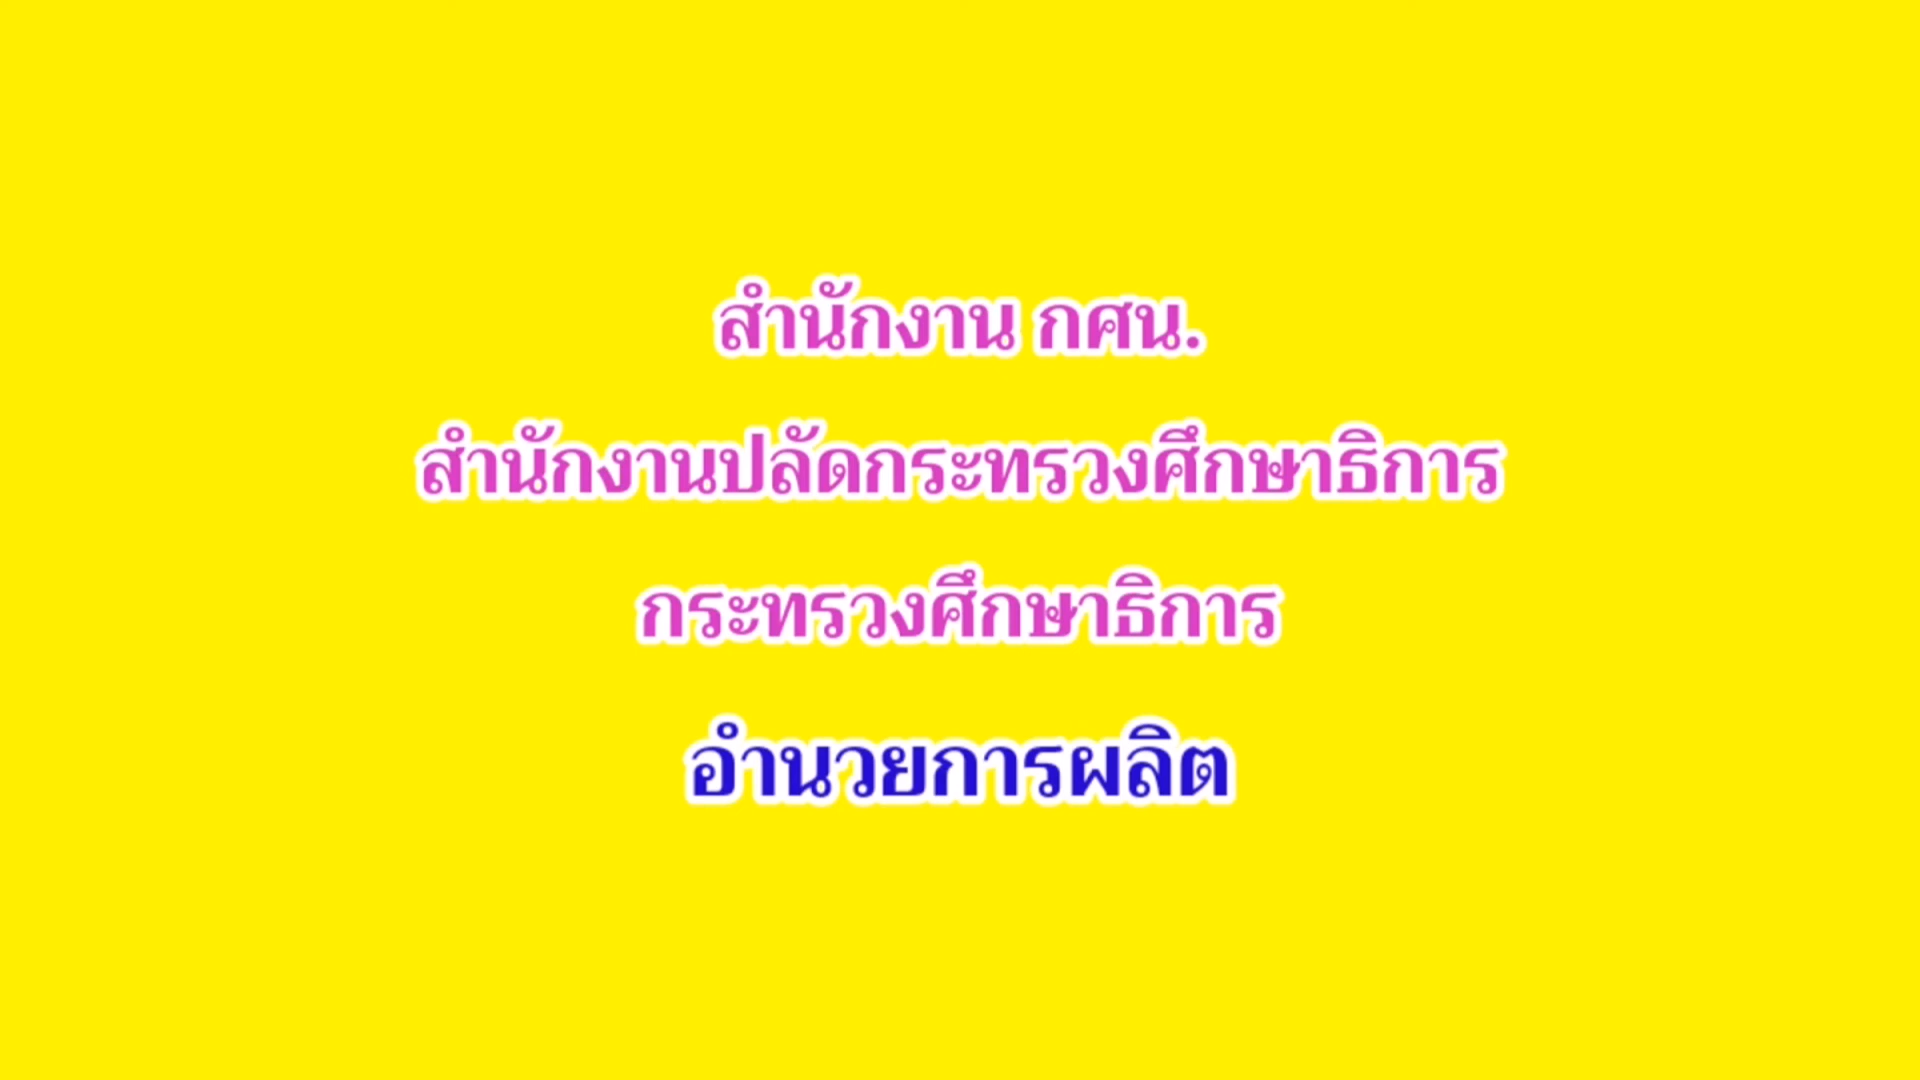 สำนักงาน กศน.
สำนักงานปลัดกระทรวงศึกษาธิการ
กระทรวงศึกษาธิการ
อำนวยการผลิต